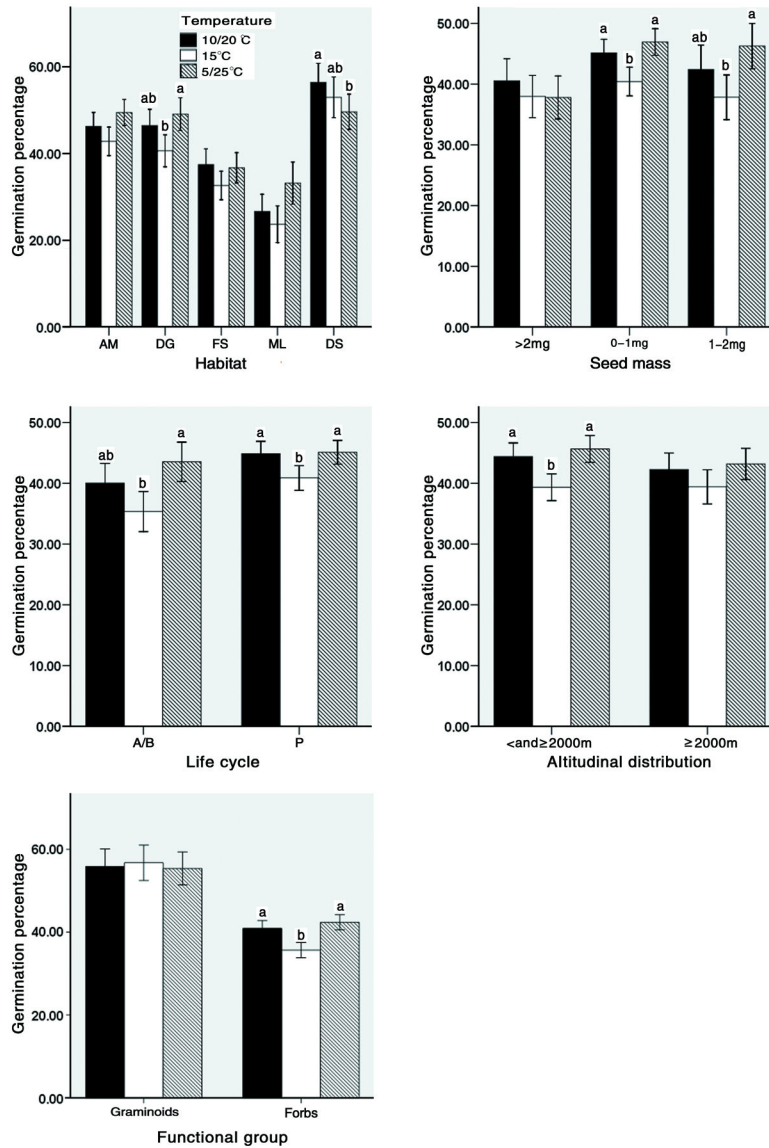 Temperature
10/20 °C
15°C
5/25°C
Germination percentage
60.00
40.00
20.00
0.00
ab
b
a
a
ab
b
AM DG FS ML DS
Habitat
Germination percentage
50.00
40.00
30.00
20.00
10.00
0.00
a
b
a
ab
b
a
>2mg 0-1mg 1-2mg
Seed mass
Germination percentage
50.00
40.00
30.00
20.00
10.00
0.00
ab
b
a
a
b
a
A/B P
Life cycle
Germination percentage
50.00
40.00
30.00
20.00
10.00
0.00
a
b
a
<and≥2000m ≥2000m
Altitudinal distribution
Germination percentage
60.00
40.00
20.00
00.00
a
b
a
Graminoids Forbs
Functional group